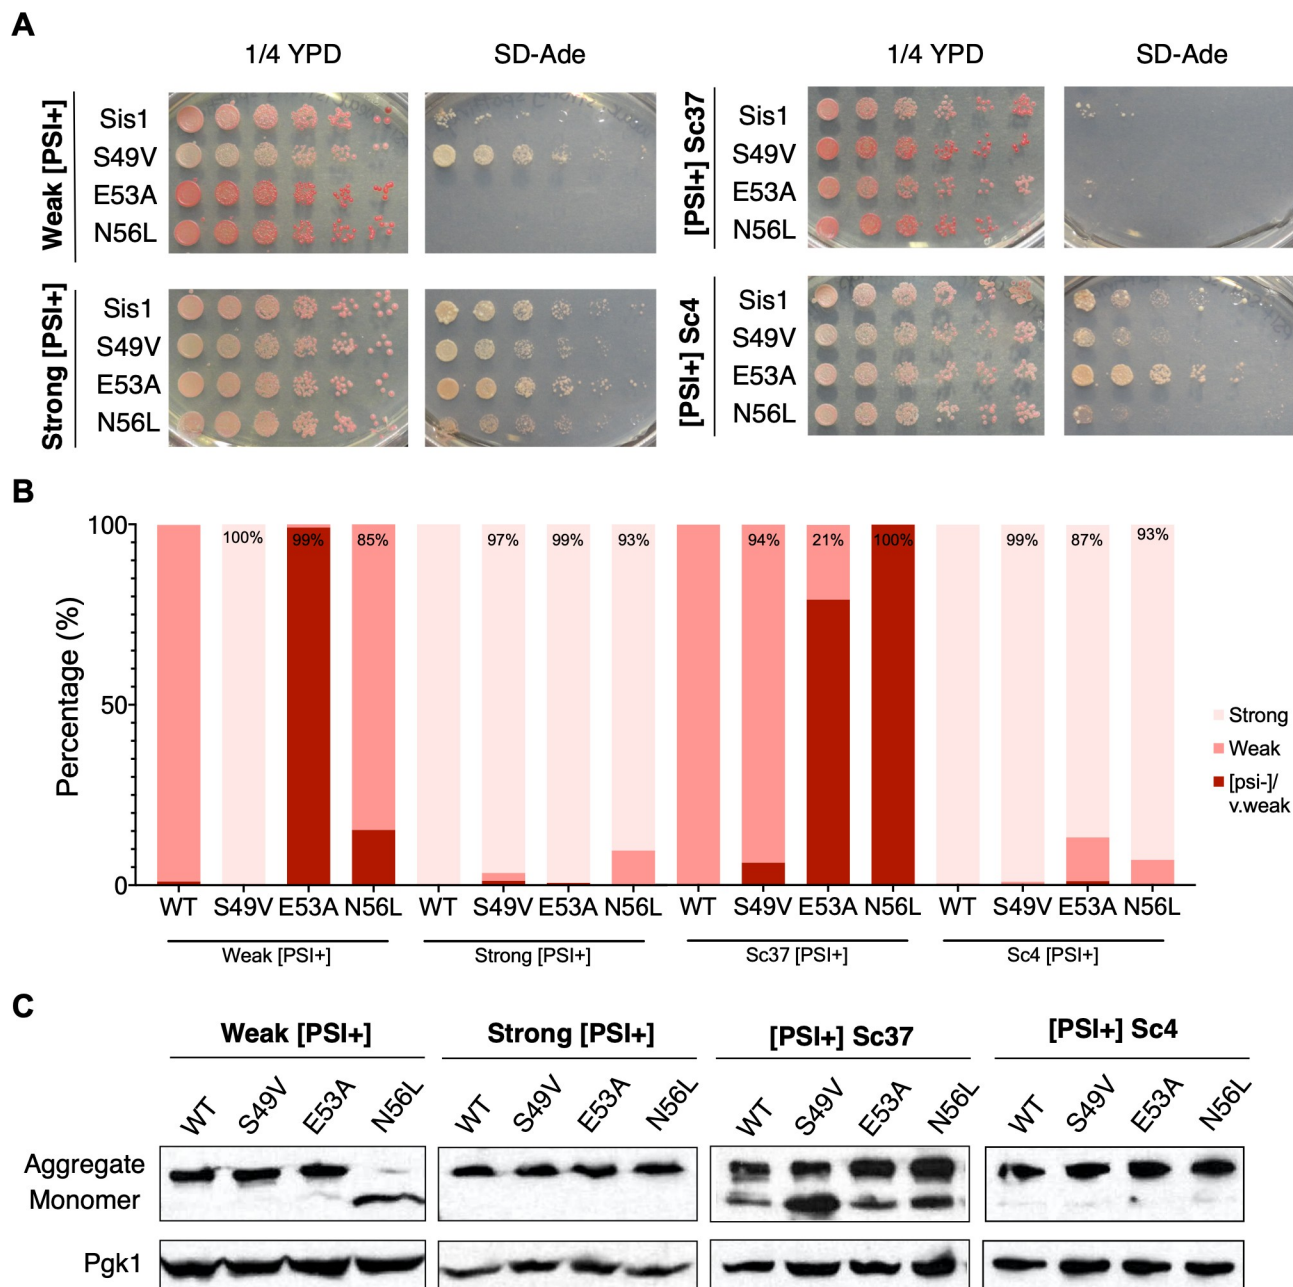 A
1/4 YPD
SD-Ade
1/4 YPD
SD-Ade
Weak [PSI+]
Sis1
S49V
E53A
N56L
[PSI+] Sc37
Sis1
S49V
E53A
N56L
Strong [PSI+]
Sis1
S49V
E53A
N56L
[PSI+] Sc4
Sis1
S49V
E53A
N56L
B
Percentage (%)
100
50
0
100%
99%
85%
97%
99%
93%
94%
21%
100%
99%
87%
93%
Strong
Weak
[psi-]/
v.weak
WT S49V E53A N56L WT S49V E53A N56L WT S49V E53A N56L WT S49V E53A N56L
Weak [PSI+]
Strong [PSI+]
Sc37 [PSI+]
Sc4 [PSI+]
C
Weak [PSI+]
Strong [PSI+]
[PSI+] Sc37
[PSI+] Sc4
WT S49V E53A N56L WT S49V E53A N56L WT S49V E53A N56L WT S49V E53A N56L
Aggregate
Monomer
Pgk1